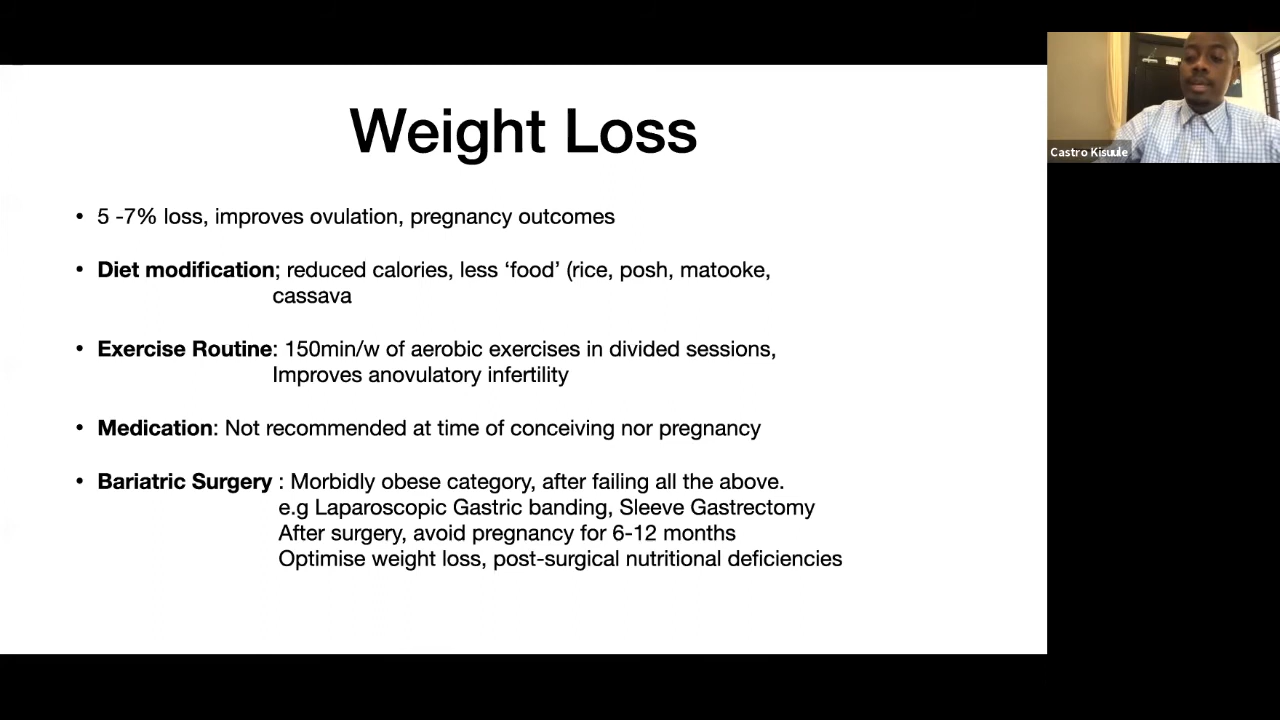 Weight Loss
• 5 -7% loss, improves ovulation, pregnancy outcomes
• Diet modification; reduced calories, less ‘food’ (rice, posh, matooke,
cassava
• Exercise Routine: 150min/w of aerobic exercises in divided sessions,
Improves anovulatory infertility
• Medication: Not recommended at time of conceiving nor pregnancy
• Bariatric Surgery : Morbidly obese category, after failing all the above.
e.g Laparoscopic Gastric banding, Sleeve Gastrectomy
After surgery, avoid pregnancy for 6-12 months
Optimise weight loss, post-surgical nutritional deficiencies
Castro Kisuule